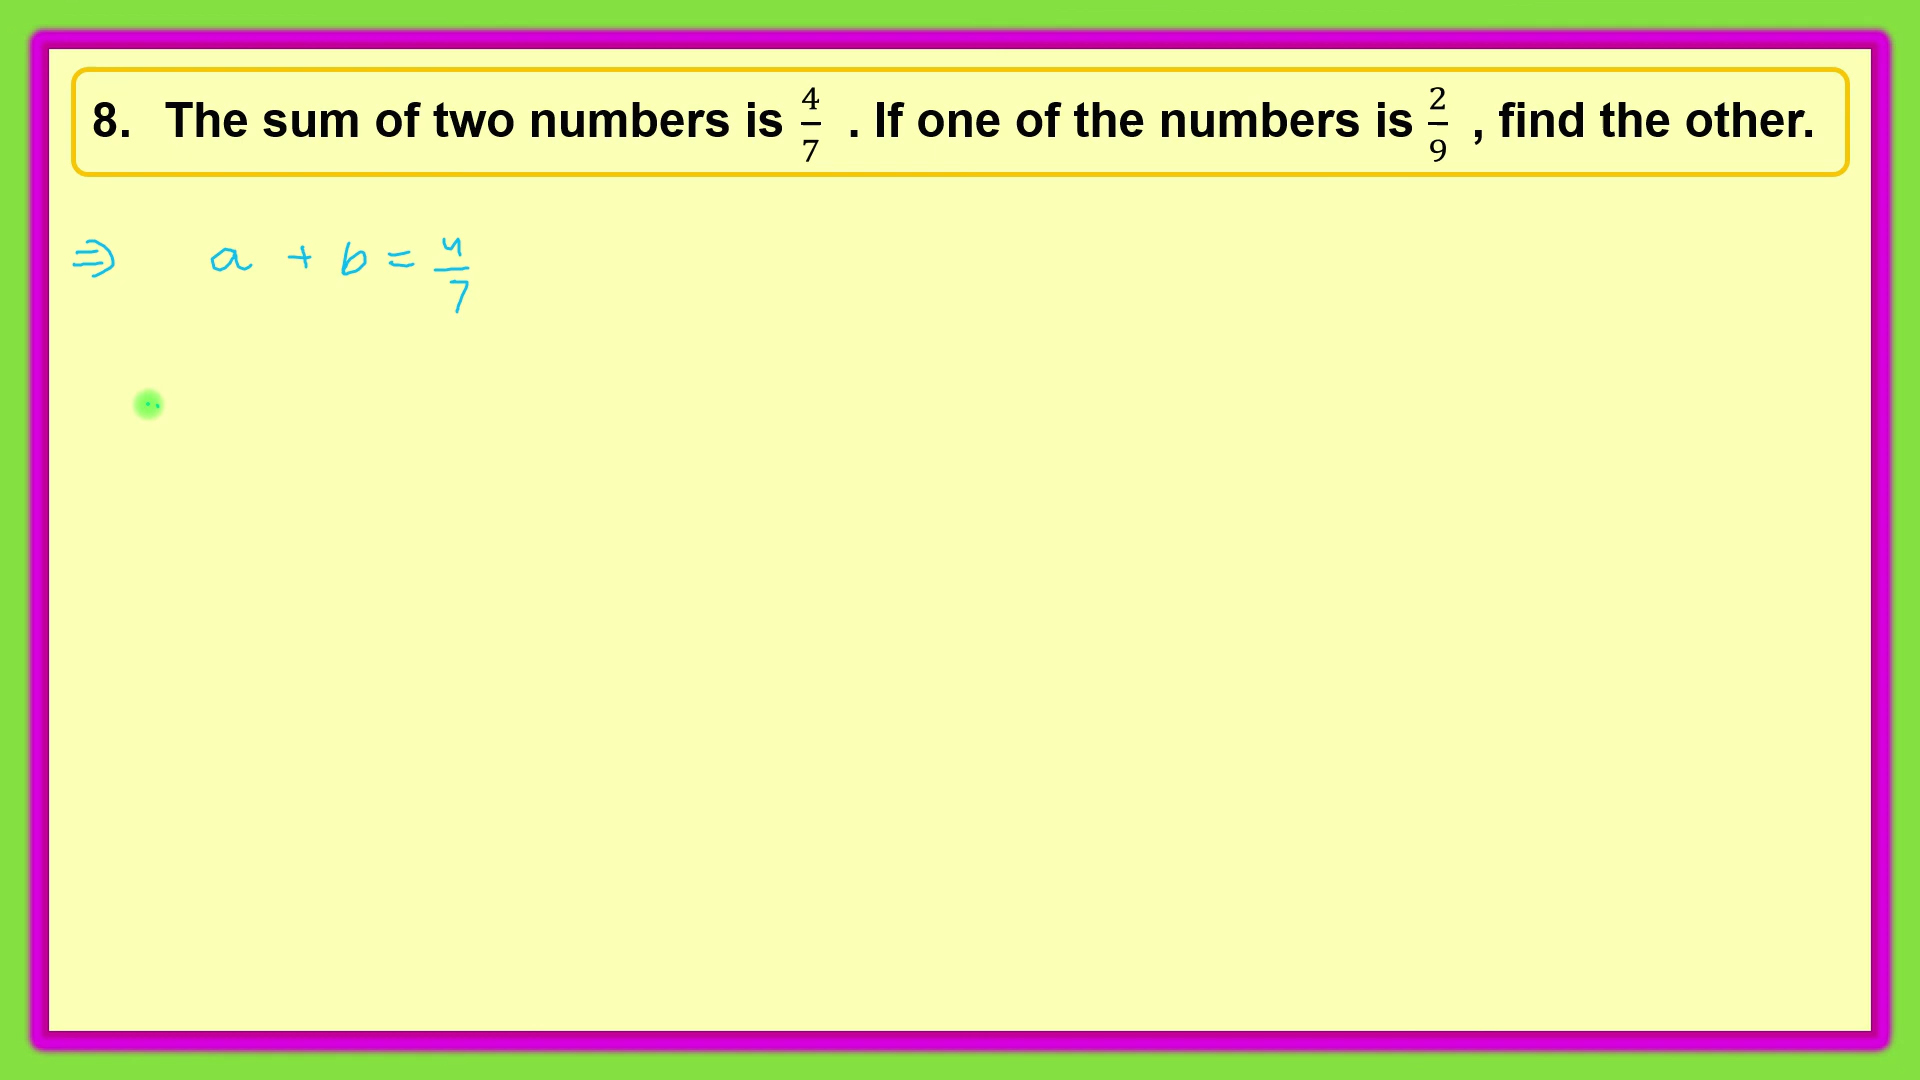 8. The sum of two numbers is 4/7 . If one of the numbers is 2/9 , find the other.
⇒ a + b = 4/7